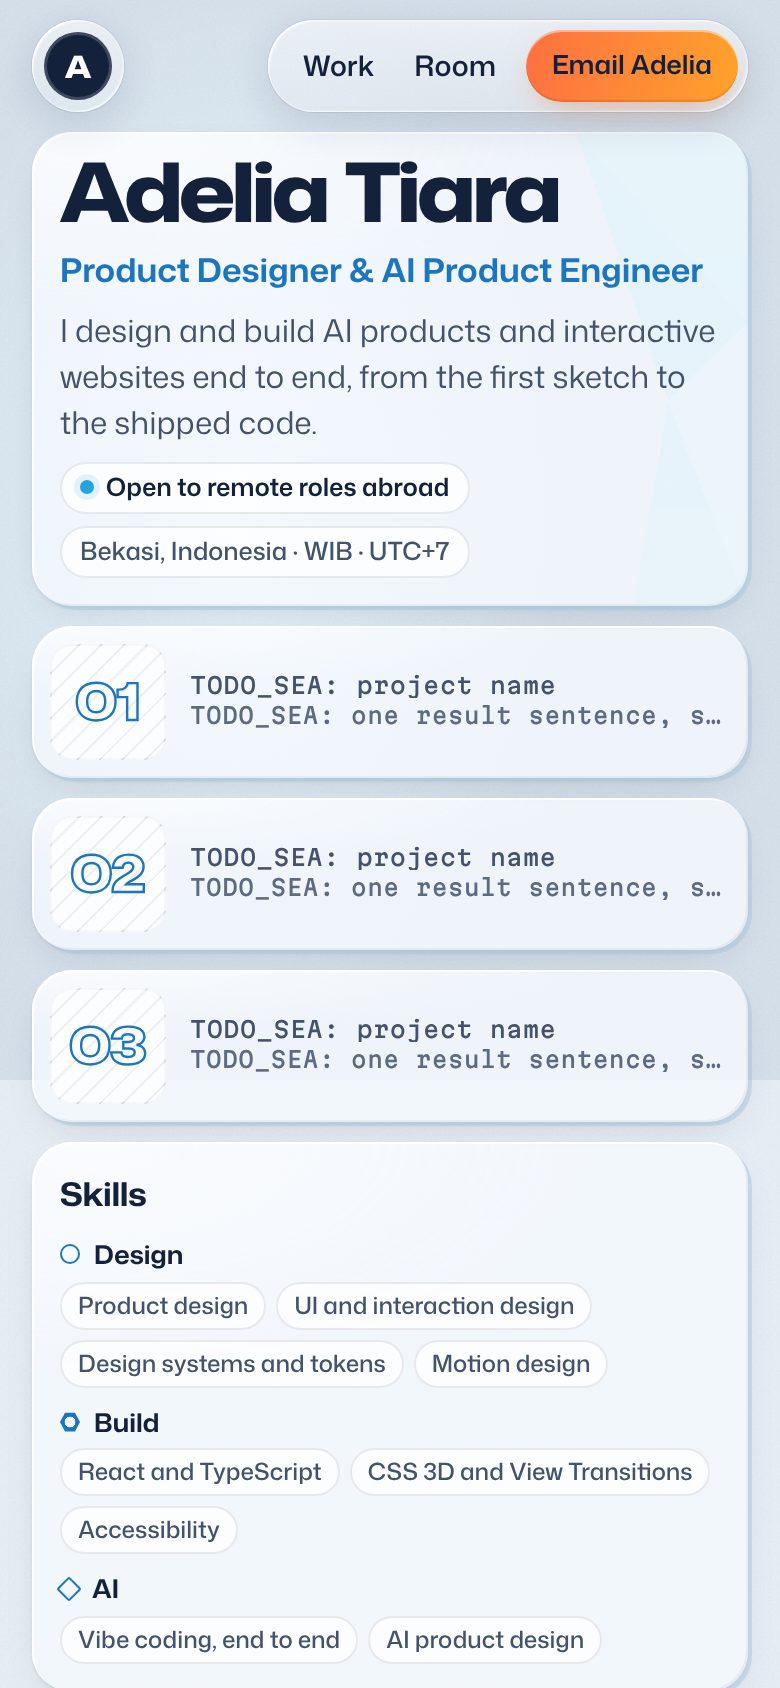 A
Work Room Email Adelia
Adelia Tiara
Product Designer & AI Product Engineer
I design and build AI products and interactive
websites end to end, from the first sketch to
the shipped code.
Open to remote roles abroad
Bekasi, Indonesia · WIB · UTC+7
01
TODO_SEA: project name
TODO_SEA: one result sentence, s…
02
TODO_SEA: project name
TODO_SEA: one result sentence, s…
03
TODO_SEA: project name
TODO_SEA: one result sentence, s…
Skills
Design
Product design UI and interaction design
Design systems and tokens Motion design
Build
React and TypeScript CSS 3D and View Transitions
Accessibility
AI
Vibe coding, end to end AI product design